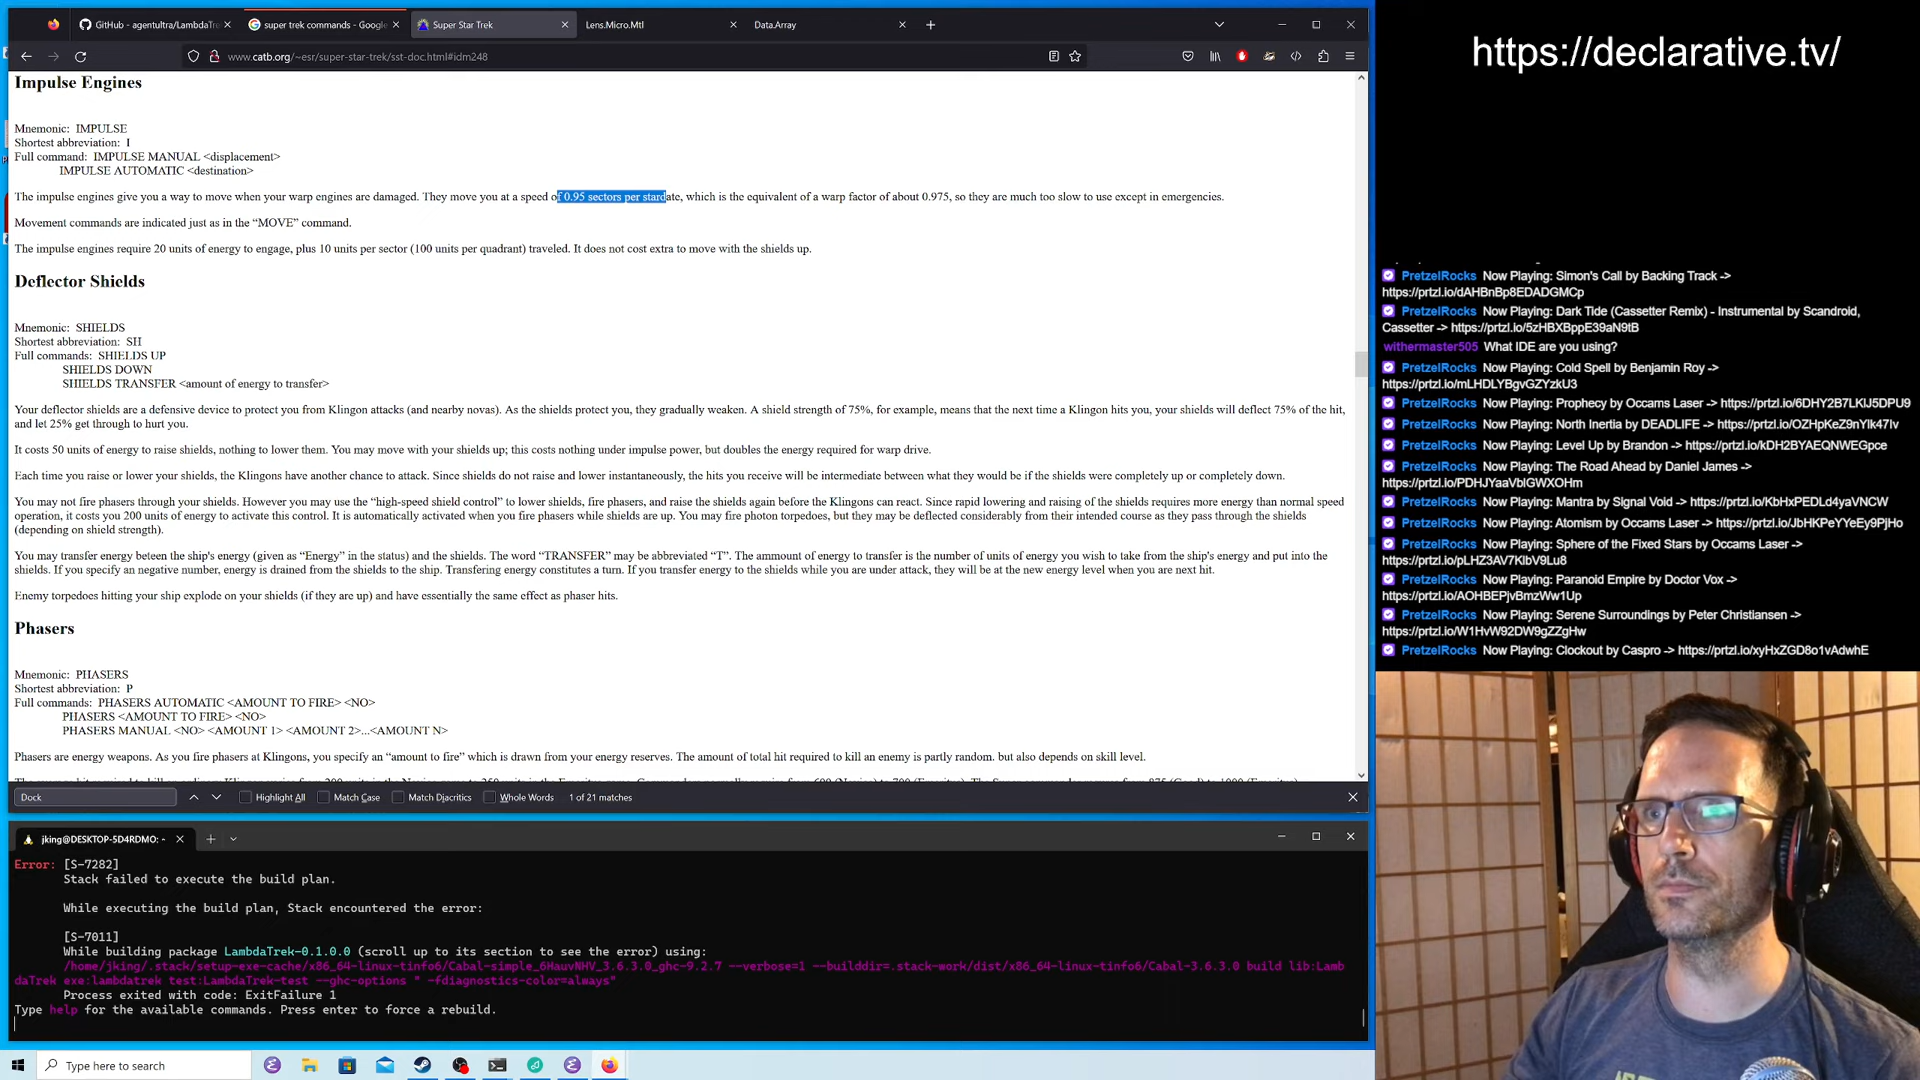 GitHub - agentultra/LambdaTre
super trek commands - Google
Super Star Trek
Lens.Micro.Mtl
Data.Array
www.catb.org/~esr/super-star-trek/sst-doc.html#idm248
https://declarative.tv/
Impulse Engines
Mnemonic: IMPULSE
Shortest abbreviation: I
Full command: IMPULSE MANUAL <displacement>
IMPULSE AUTOMATIC <destination>
The impulse engines give you a way to move when your warp engines are damaged. They move you at a speed of 0.95 sectors per stardate, which is the equivalent of a warp factor of about 0.975, so they are much too slow to use except in emergencies.
Movement commands are indicated just as in the “MOVE” command.
The impulse engines require 20 units of energy to engage, plus 10 units per sector (100 units per quadrant) traveled. It does not cost extra to move with the shields up.
Deflector Shields
Mnemonic: SHIELDS
Shortest abbreviation: SH
Full commands: SHIELDS UP
SHIELDS DOWN
SHIELDS TRANSFER <amount of energy to transfer>
Your deflector shields are a defensive device to protect you from Klingon attacks (and nearby novas). As the shields protect you, they gradually weaken. A shield strength of 75%, for example, means that the next time a Klingon hits you, your shields will deflect 75% of the hit,
and let 25% get through to hurt you.
It costs 50 units of energy to raise shields, nothing to lower them. You may move with your shields up; this costs nothing under impulse power, but doubles the energy required for warp drive.
Each time you raise or lower your shields, the Klingons have another chance to attack. Since shields do not raise and lower instantaneously, the hits you receive will be intermediate between what they would be if the shields were completely up or completely down.
You may not fire phasers through your shields. However you may use the “high-speed shield control” to lower shields, fire phasers, and raise the shields again before the Klingons can react. Since rapid lowering and raising of the shields requires more energy than normal speed
operation, it costs you 200 units of energy to activate this control. It is automatically activated when you fire phasers while shields are up. You may fire photon torpedoes, but they may be deflected considerably from their intended course as they pass through the shields
(depending on shield strength).
You may transfer energy beteen the ship's energy (given as “Energy” in the status) and the shields. The word “TRANSFER” may be abbreviated “T”. The ammount of energy to transfer is the number of units of energy you wish to take from the ship's energy and put into the
shields. If you specify an negative number, energy is drained from the shields to the ship. Transfering energy constitutes a turn. If you transfer energy to the shields while you are under attack, they will be at the new energy level when you are next hit.
Enemy torpedoes hitting your ship explode on your shields (if they are up) and have essentially the same effect as phaser hits.
Phasers
Mnemonic: PHASERS
Shortest abbreviation: P
Full commands: PHASERS AUTOMATIC <AMOUNT TO FIRE> <NO>
PHASERS <AMOUNT TO FIRE> <NO>
PHASERS MANUAL <NO> <AMOUNT 1> <AMOUNT 2>...<AMOUNT N>
Phasers are energy weapons. As you fire phasers at Klingons, you specify an “amount to fire” which is drawn from your energy reserves. The amount of total hit required to kill an enemy is partly random. but also depends on skill level.
Dock
Highlight All
Match Case
Match Diacritics
Whole Words
1 of 21 matches
jking@DESKTOP-5D4RDMO: ~
Error: [S-7282]
Stack failed to execute the build plan.
While executing the build plan, Stack encountered the error:
[S-7011]
While building package LambdaTrek-0.1.0.0 (scroll up to its section to see the error) using:
/home/jking/.stack/setup-exe-cache/x86_64-linux-tinfo6/Cabal-simple_6HauvNHV_3.6.3.0_ghc-9.2.7 --verbose=1 --builddir=.stack-work/dist/x86_64-linux-tinfo6/Cabal-3.6.3.0 build lib:Lamb
daTrek exe:lambdatrek test:LambdaTrek-test --ghc-options " -fdiagnostics-color=always"
Process exited with code: ExitFailure 1
Type help for the available commands. Press enter to force a rebuild.
Type here to search
PretzelRocks Now Playing: Simon's Call by Backing Track ->
https://prtzl.io/dAHBnBp8EDADGMCp
PretzelRocks Now Playing: Dark Tide (Cassetter Remix) - Instrumental by Scandroid,
Cassetter -> https://prtzl.io/5zHBXBppE39aN9tB
withermaster505 What IDE are you using?
PretzelRocks Now Playing: Cold Spell by Benjamin Roy ->
https://prtzl.io/mLHDLYBgvGZYzkU3
PretzelRocks Now Playing: Prophecy by Occams Laser -> https://prtzl.io/6DHY2B7LKlJ5DPU9
PretzelRocks Now Playing: North Inertia by DEADLIFE -> https://prtzl.io/OZHpKeZ9nYlk47Iv
PretzelRocks Now Playing: Level Up by Brandon -> https://prtzl.io/kDH2BYAEQNWEGpce
PretzelRocks Now Playing: The Road Ahead by Daniel James ->
https://prtzl.io/PDHJYaaVblGWXOHm
PretzelRocks Now Playing: Mantra by Signal Void -> https://prtzl.io/KbHxPEDLd4yaVNCW
PretzelRocks Now Playing: Atomism by Occams Laser -> https://prtzl.io/JbHKPeYYeEy9PjHo
PretzelRocks Now Playing: Sphere of the Fixed Stars by Occams Laser ->
https://prtzl.io/pLHZ3AV7KlbV9Lu8
PretzelRocks Now Playing: Paranoid Empire by Doctor Vox ->
https://prtzl.io/AOHBEPjvBmzWw1Up
PretzelRocks Now Playing: Serene Surroundings by Peter Christiansen ->
https://prtzl.io/W1HvW92DW9gZZgHw
PretzelRocks Now Playing: Clockout by Caspro -> https://prtzl.io/xyHxZGD8o1vAdwhE